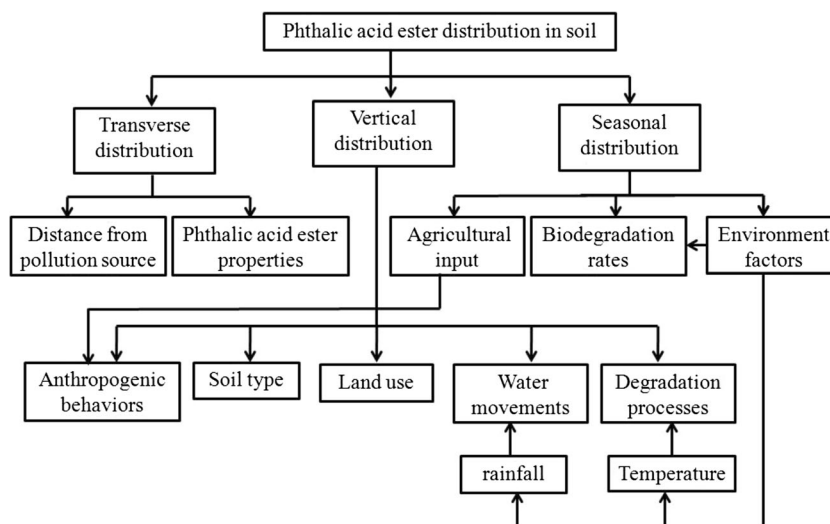 Phthalic acid ester distribution in soil
Transverse
distribution
Vertical
distribution
Seasonal
distribution
Distance from
pollution source
Phthalic acid ester
properties
Agricultural
input
Biodegradation
rates
Environment
factors
Anthropogenic
behaviors
Soil type
Land use
Water
movements
Degradation
processes
rainfall
Temperature